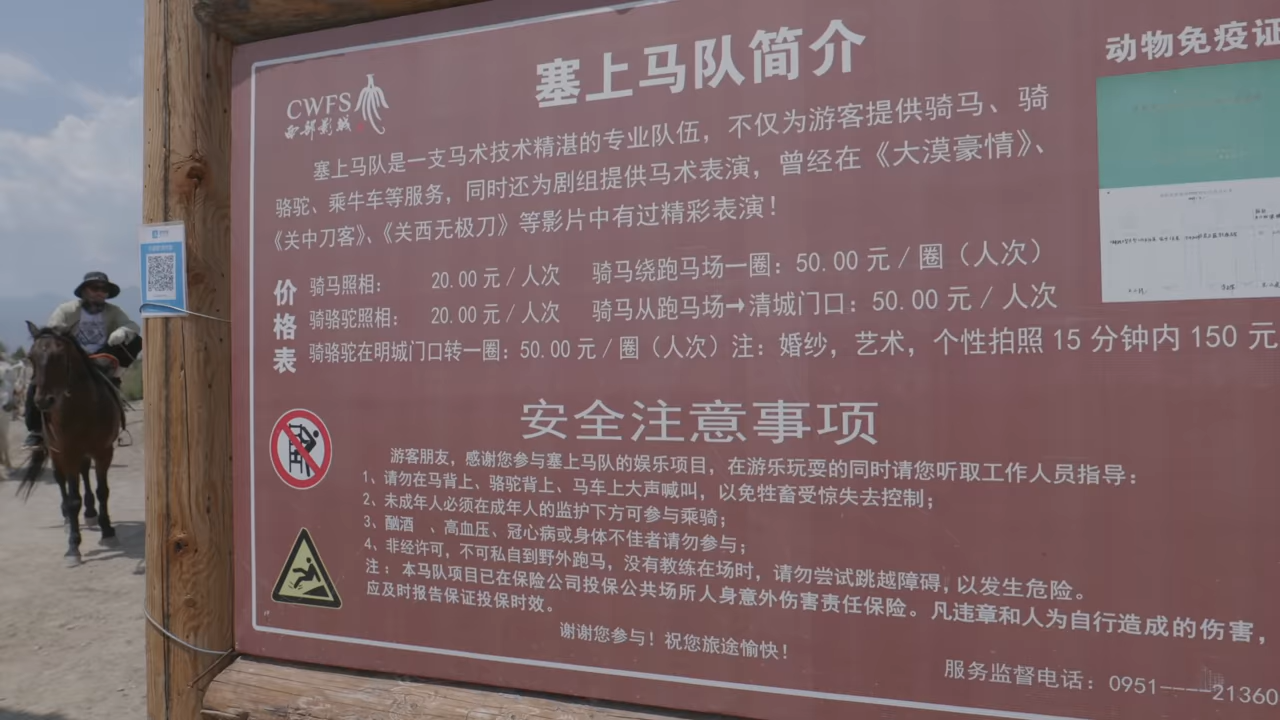 CWFS
西部影城
塞上马队简介
动物免疫证
塞上马队是一支马术技术精湛的专业队伍，不仅为游客提供骑马、骑
骆驼、乘牛车等服务，同时还为剧组提供马术表演，曾经在《大漠豪情》、
《关中刀客》、《关西无极刀》等影片中有过精彩表演！
价格表
骑马照相： 20.00 元 / 人次 骑马绕跑马场一圈：50.00 元 / 圈（人次）
骑骆驼照相： 20.00 元 / 人次 骑马从跑马场→清城门口：50.00 元 / 人次
骑骆驼在明城门口转一圈：50.00 元 / 圈（人次）注：婚纱，艺术，个性拍照 15 分钟内 150 元
安全注意事项
游客朋友，感谢您参与塞上马队的娱乐项目，在游乐玩耍的同时请您听取工作人员指导：
1、请勿在马背上、骆驼背上、马车上大声喊叫，以免牲畜受惊失去控制；
2、未成年人必须在成年人的监护下方可参与乘骑；
3、酗酒 、高血压、冠心病或身体不佳者请勿参与；
4、非经许可，不可私自到野外跑马，没有教练在场时，请勿尝试跳越障碍，以发生危险。
注：本马队项目已在保险公司投保公共场所人身意外伤害责任保险。凡违章和人为自行造成的伤害，
应及时报告保证投保时效。
谢谢您参与！祝您旅途愉快！
服务监督电话：0951——21360